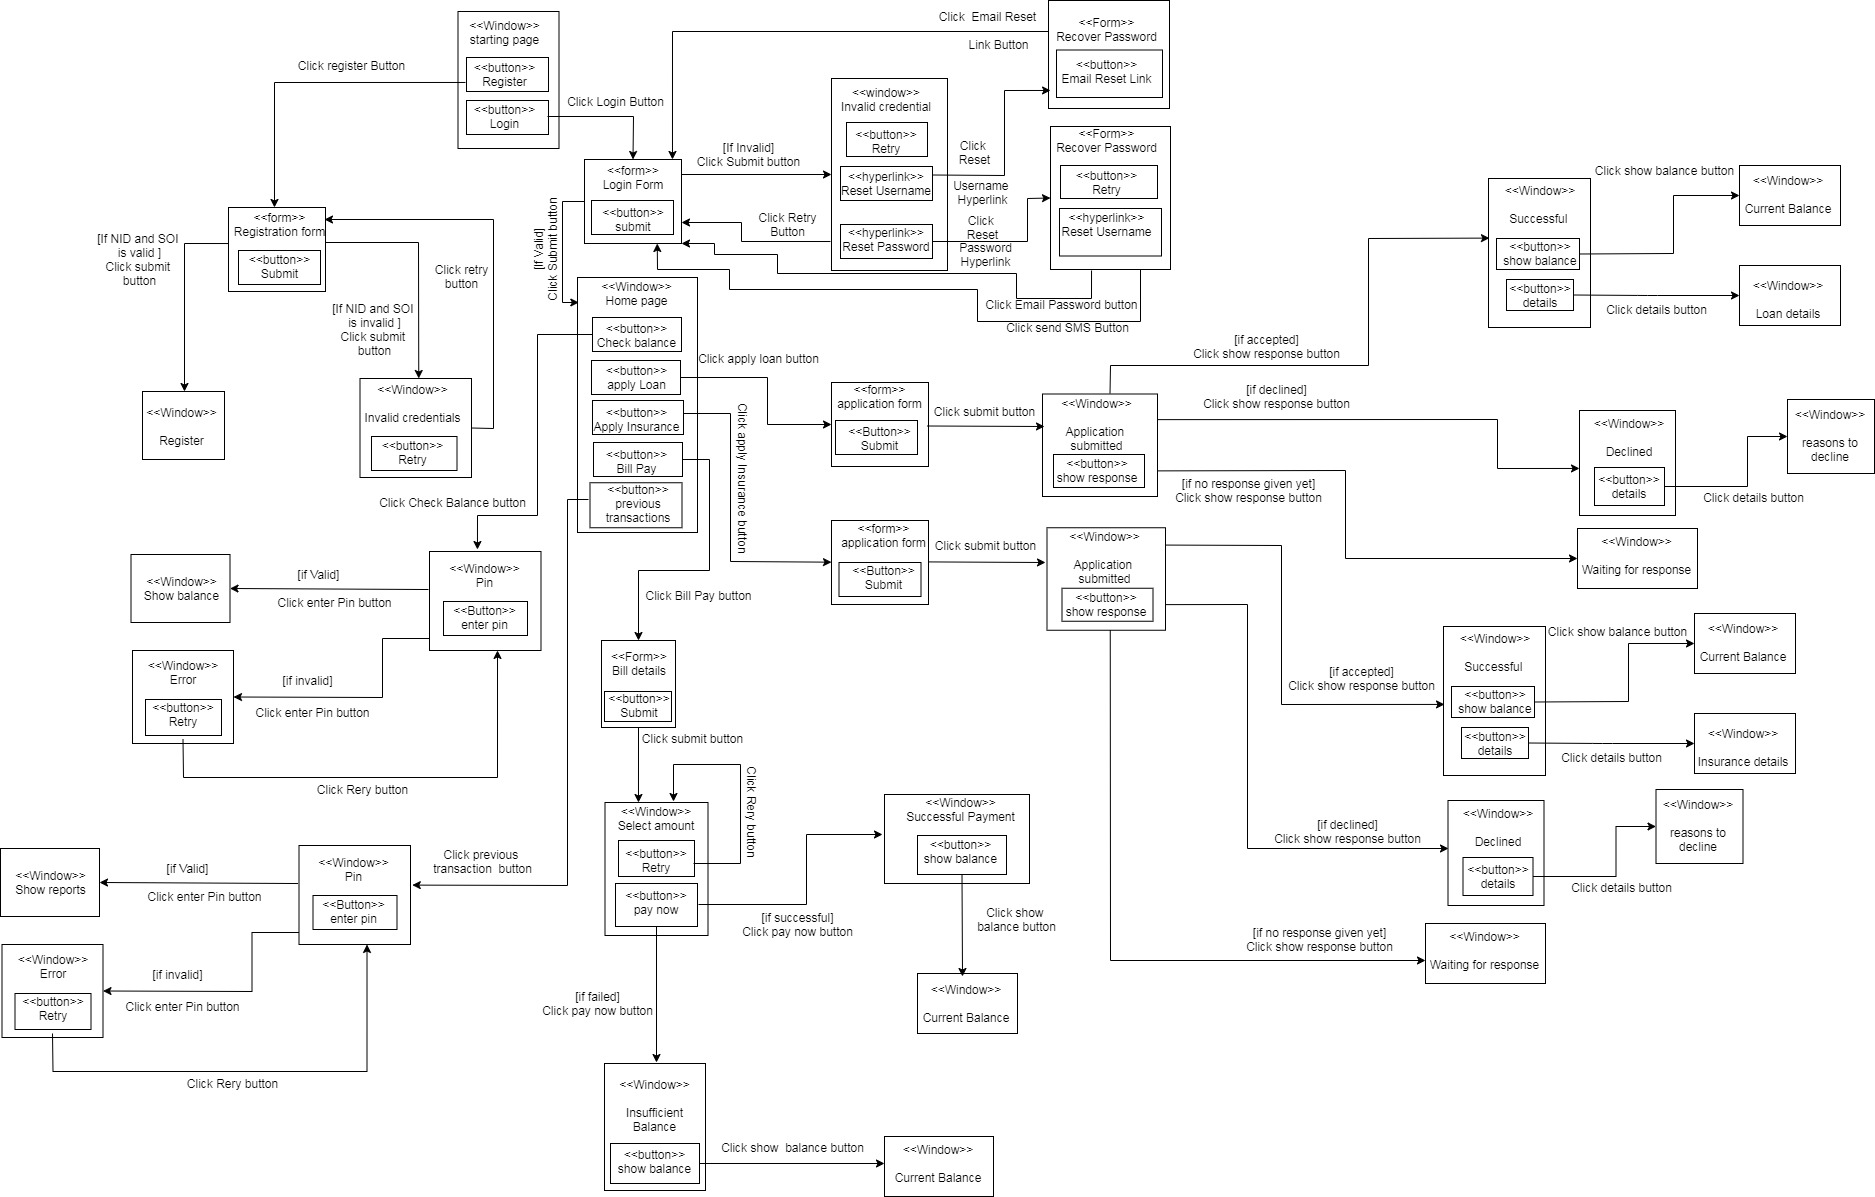 <<Window>>
starting page
<<button>>
Register
<<button>>
Login
Click register Button
Click Login Button
Click  Email Reset
Link Button
<<Form>>
Recover Password
<<button>>
Email Reset Link
<<window>>
Invalid credential
<<button>>
Retry
<<hyperlink>>
Reset Username
<<hyperlink>>
Reset Password
[If Invalid]
Click Submit button
Click
Reset
Username
Hyperlink
Click Retry
Button
Click
Reset
Password
Hyperlink
<<Form>>
Recover Password
<<button>>
Retry
<<hyperlink>>
Reset Username
Click Email Password button
Click send SMS Button
<<form>>
Login Form
<<button>>
submit
[If Valid]
Click Submit button
<<form>>
Registration form
<<button>>
Submit
[If NID and SOI
is valid ]
Click submit
button
[If NID and SOI
is invalid ]
Click submit
button
Click retry
button
<<Window>>
Register
<<Window>>
Invalid credentials
<<button>>
Retry
<<Window>>
Home page
<<button>>
Check balance
<<button>>
apply Loan
<<button>>
Apply Insurance
<<button>>
Bill Pay
<<button>>
previous
transactions
Click apply loan button
Click apply Insurance button
Click Check Balance button
<<form>>
application form
<<Button>>
Submit
Click submit button
<<Window>>
Application
submitted
<<button>>
show response
[if accepted]
Click show response button
[if declined]
Click show response button
[if no response given yet]
Click show response button
<<Window>>
Successful
<<button>>
show balance
<<button>>
details
Click show balance button
<<Window>>
Current Balance
Click details button
<<Window>>
Loan details
<<Window>>
Declined
<<button>>
details
Click details button
<<Window>>
reasons to
decline
<<Window>>
Waiting for response
<<form>>
application form
<<Button>>
Submit
Click submit button
<<Window>>
Application
submitted
<<button>>
show response
[if accepted]
Click show response button
<<Window>>
Successful
<<button>>
show balance
<<button>>
details
Click show balance button
<<Window>>
Current Balance
Click details button
<<Window>>
Insurance details
[if declined]
Click show response button
<<Window>>
Declined
<<button>>
details
Click details button
<<Window>>
reasons to
decline
[if no response given yet]
Click show response button
<<Window>>
Waiting for response
<<Window>>
Pin
<<Button>>
enter pin
[if Valid]
Click enter Pin button
<<Window>>
Show balance
[if invalid]
Click enter Pin button
<<Window>>
Error
<<button>>
Retry
Click Rery button
Click Bill Pay button
<<Form>>
Bill details
<<button>>
Submit
Click submit button
<<Window>>
Select amount
<<button>>
Retry
<<button>>
pay now
Click Rery button
[if successful]
Click pay now button
<<Window>>
Successful Payment
<<button>>
show balance
Click show
balance button
<<Window>>
Current Balance
[if failed]
Click pay now button
<<Window>>
Insufficient
Balance
<<button>>
show balance
Click show  balance button
<<Window>>
Current Balance
Click previous
transaction  button
<<Window>>
Pin
<<Button>>
enter pin
[if Valid]
Click enter Pin button
<<Window>>
Show reports
[if invalid]
Click enter Pin button
<<Window>>
Error
<<button>>
Retry
Click Rery button